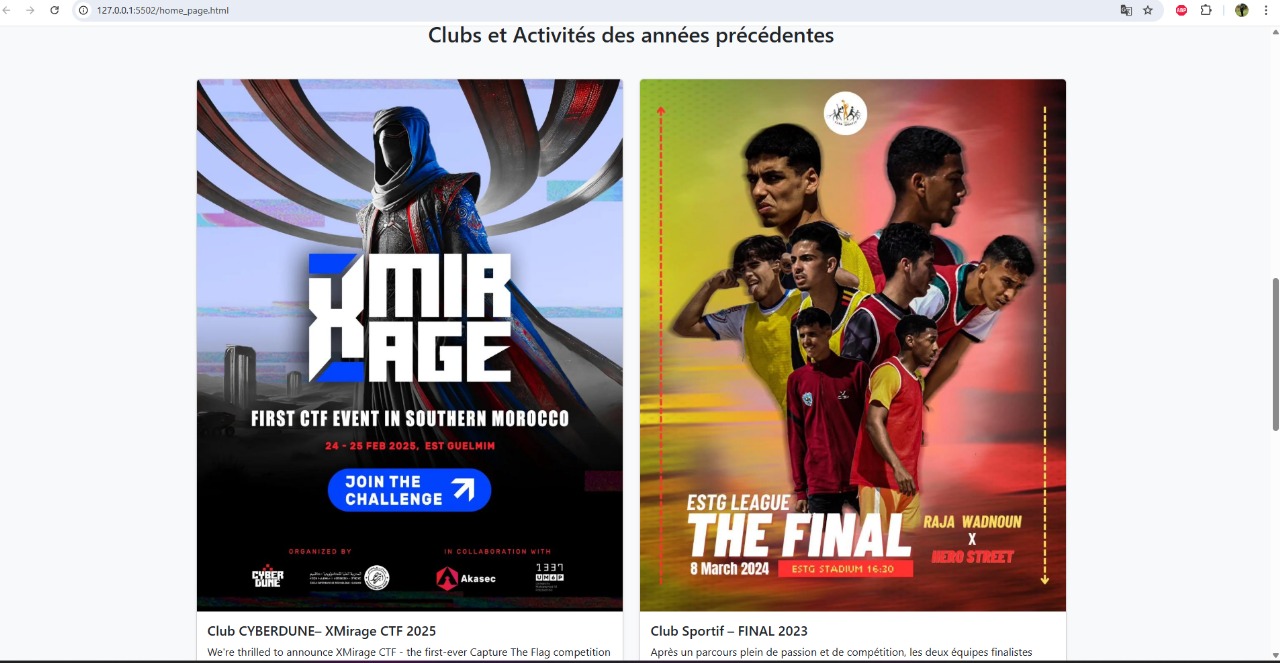 127.0.0.1:5502/home_page.html
Clubs et Activités des années précédentes
XMIR
AGE
FIRST CTF EVENT IN SOUTHERN MOROCCO
24 - 25 FEB 2025, EST GUELMIM
JOIN THE
CHALLENGE
ORGANIZED BY
IN COLLABORATION WITH
CYBER
DUNE
Akasec
1337
UM6P
Club CYBERDUNE– XMirage CTF 2025
We're thrilled to announce XMirage CTF - the first-ever Capture The Flag competition
ESTG LEAGUE
THE FINAL
8 March 2024
ESTG STADIUM 16:30
RAJA WADNOUN
X
HERO STREET
Club Sportif – FINAL 2023
Après un parcours plein de passion et de compétition, les deux équipes finalistes